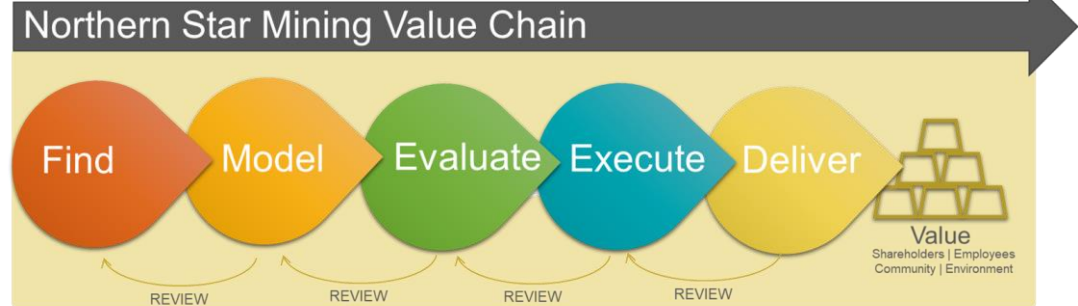 Northern Star Mining Value Chain
Find
Model
Evaluate
Execute
Deliver
Value
Shareholders | Employees
Community | Environment
REVIEW
REVIEW
REVIEW
REVIEW